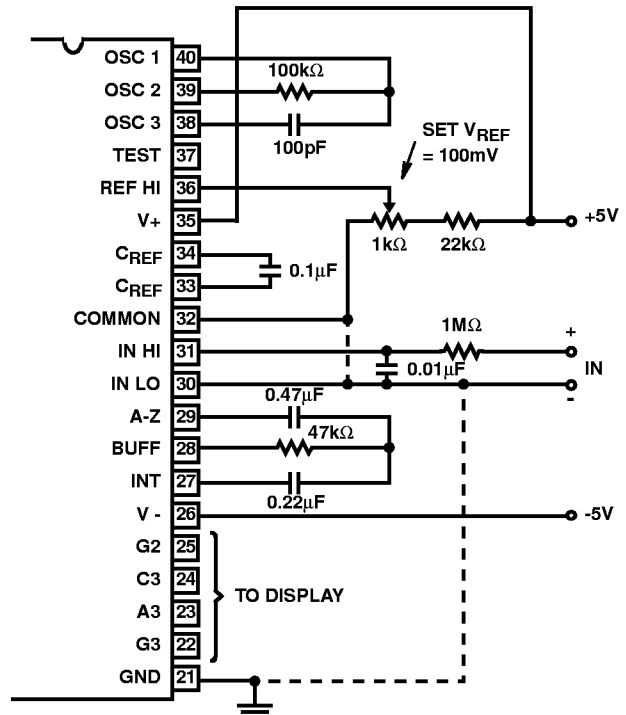 OSC 1 40
OSC 2 39
OSC 3 38
TEST 37
REF HI 36
V+ 35
CREF 34
CREF 33
COMMON 32
IN HI 31
IN LO 30
A-Z 29
BUFF 28
INT 27
V - 26
G2 25
C3 24
A3 23
G3 22
GND 21
100kΩ
100pF
SET VREF
= 100mV
+5V
1kΩ
22kΩ
0.1µF
1MΩ
+
0.01µF
IN
-
0.47µF
47kΩ
0.22µF
-5V
TO DISPLAY